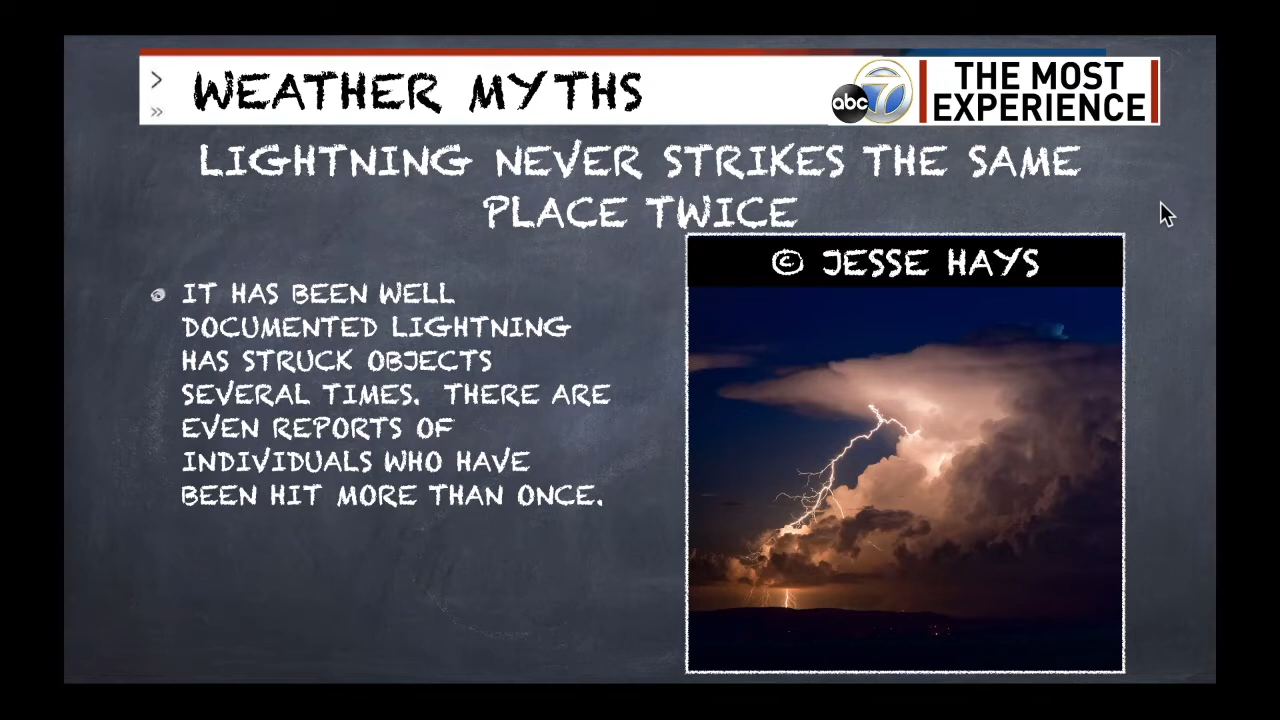 WEATHER MYTHS
abc 7
THE MOST
EXPERIENCE
LIGHTNING NEVER STRIKES THE SAME
PLACE TWICE
© JESSE HAYS
IT HAS BEEN WELL
DOCUMENTED LIGHTNING
HAS STRUCK OBJECTS
SEVERAL TIMES. THERE ARE
EVEN REPORTS OF
INDIVIDUALS WHO HAVE
BEEN HIT MORE THAN ONCE.